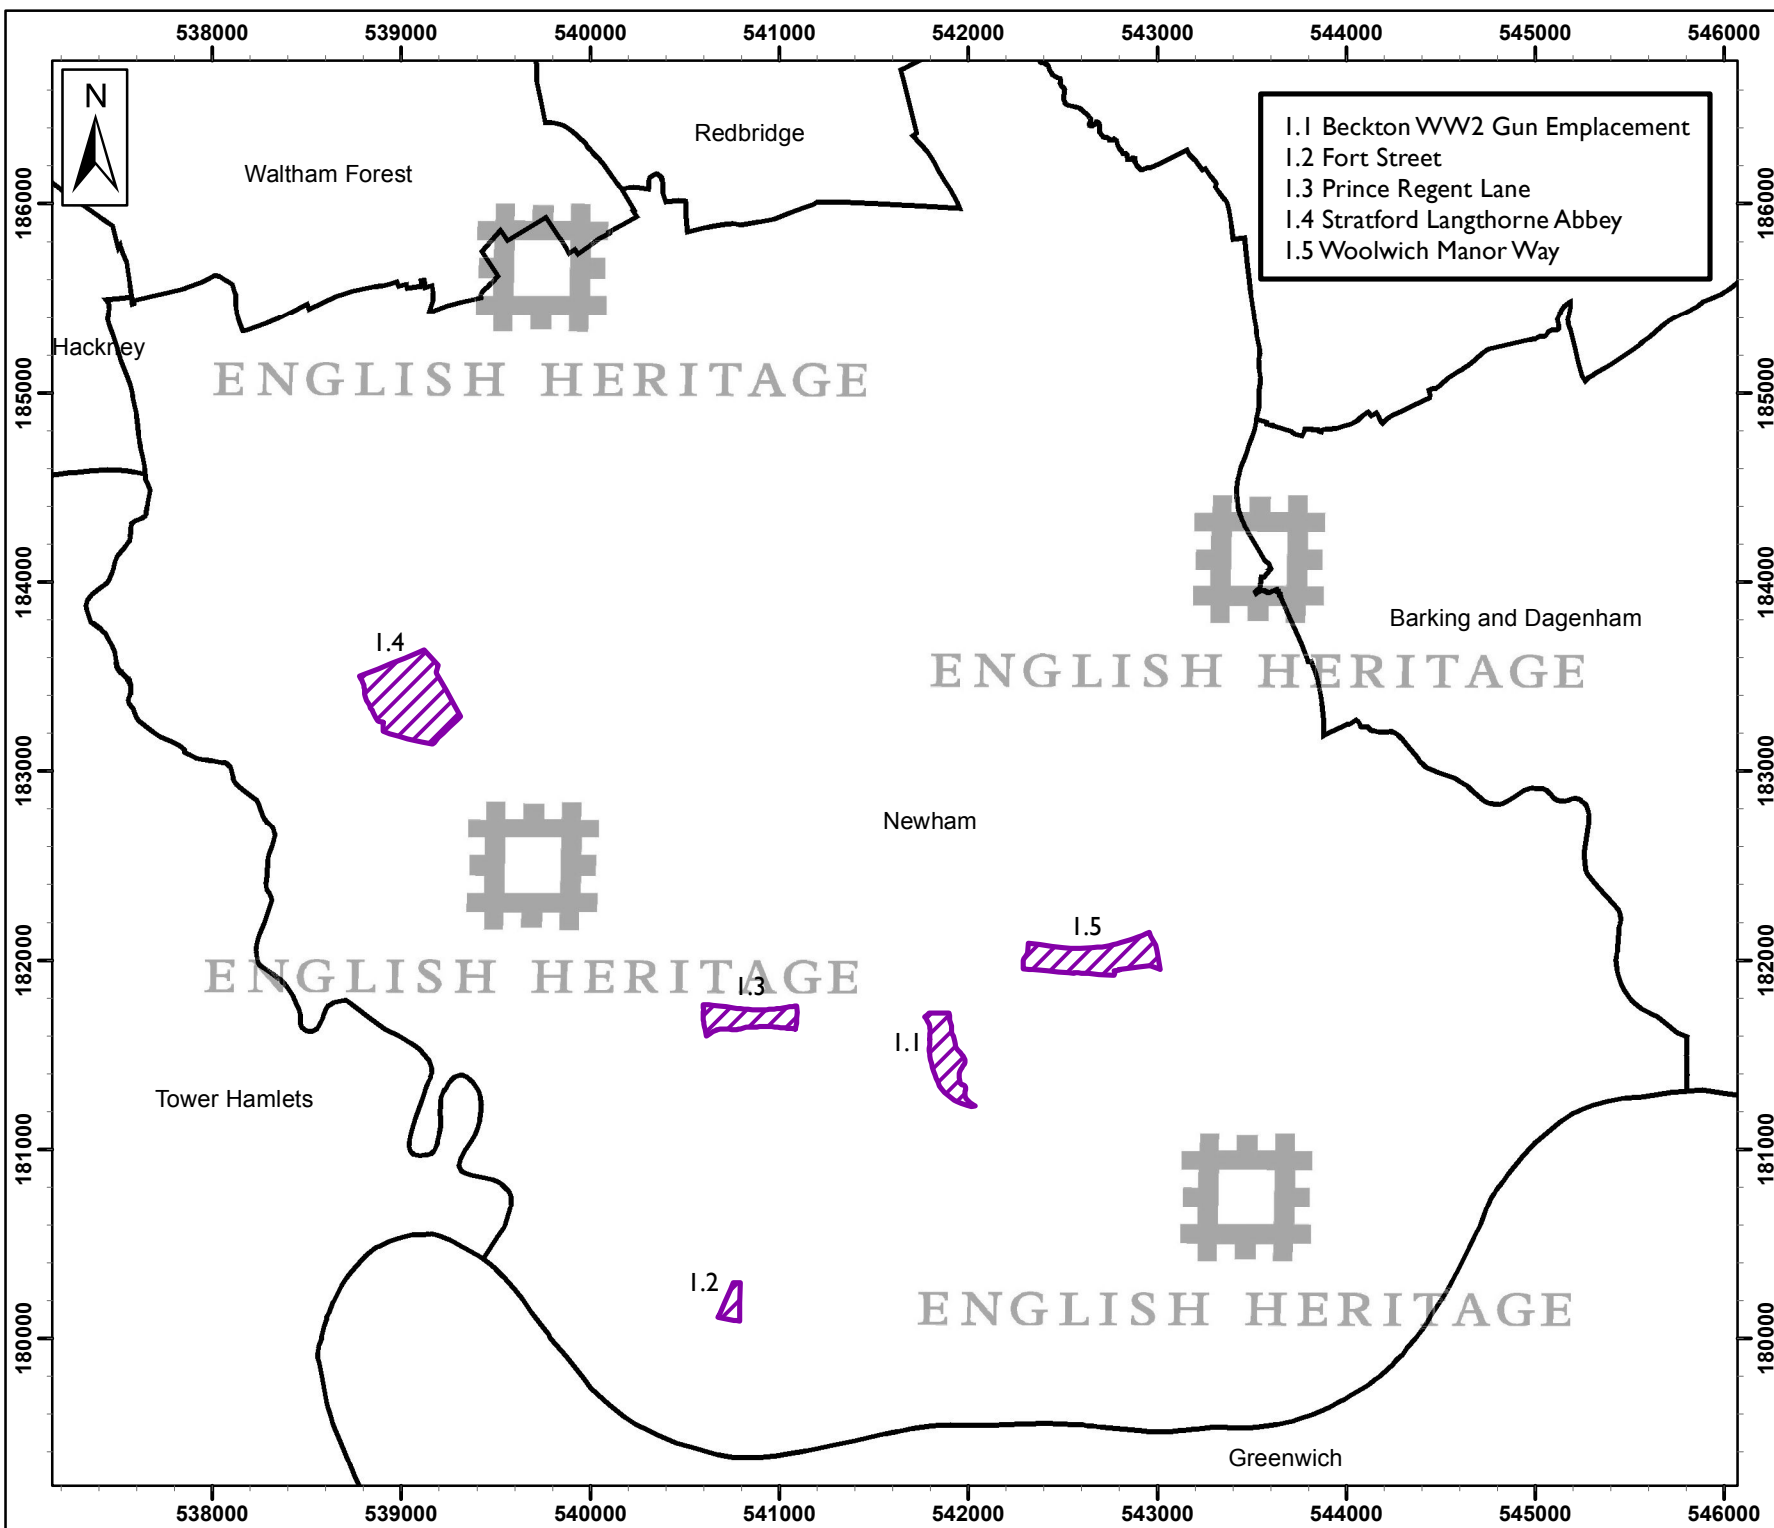 538000 539000 540000 541000 542000 543000 544000 545000 546000
N
1.1 Beckton WW2 Gun Emplacement
1.2 Fort Street
1.3 Prince Regent Lane
1.4 Stratford Langthorne Abbey
1.5 Woolwich Manor Way
Redbridge
Waltham Forest
186000 186000
Hackney
ENGLISH HERITAGE
185000 185000
184000 184000
Barking and Dagenham
1.4
ENGLISH HERITAGE
183000 183000
Newham
1.5
182000 182000
ENGLISH HERITAGE
1.3
1.1
Tower Hamlets
181000 181000
1.2
ENGLISH HERITAGE
180000 180000
Greenwich
538000 539000 540000 541000 542000 543000 544000 545000 546000